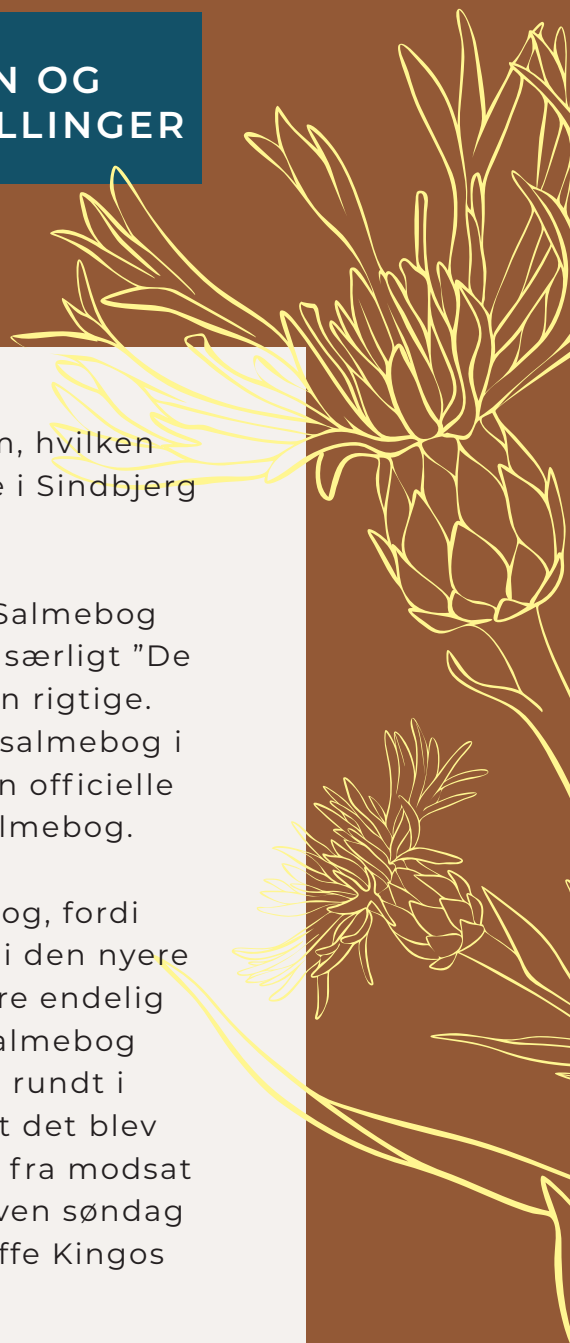 N OG
LLINGER
n, hvilken
e i Sindbjerg
Salmebog
særligt ”De
n rigtige.
salmebog i
n officielle
lmebog.
og, fordi
i den nyere
re endelig
almebog
rundt i
t det blev
fra modsat
ven søndag
ffe Kingos